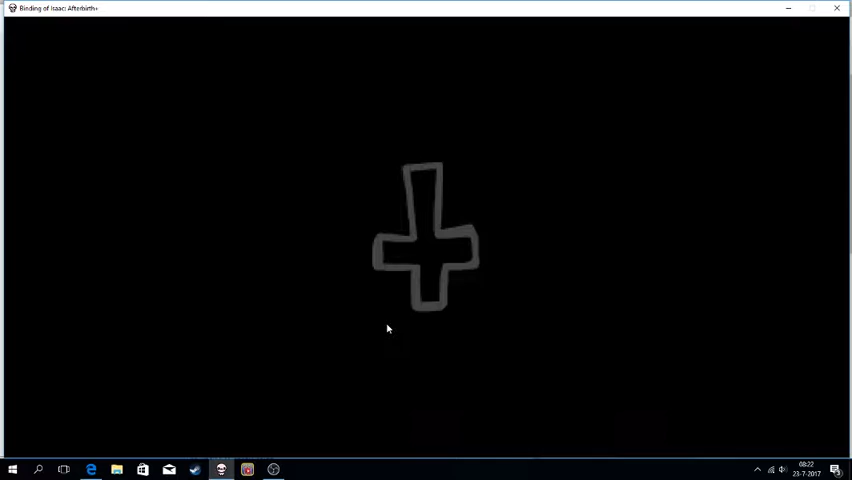 Binding of Isaac: Afterbirth+
08:22
23-7-2017